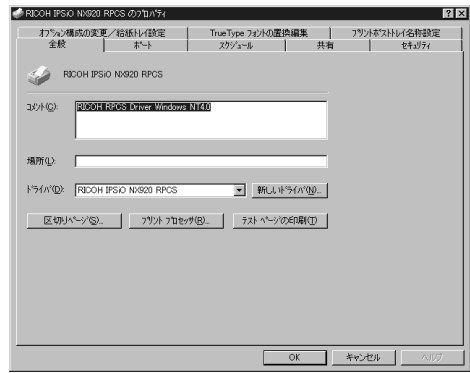 RICOH IPSiO NX920 RPCS のプロパティ
オプション構成の変更／給紙トレイ設定 TrueType フォントの置換編集 プリントポストトレイ名称設定
全般 ポート スケジュール 共有 セキュリティ
RICOH IPSiO NX920 RPCS
コメント(C):
RICOH RPCS Driver Windows NT4.0
場所(L):
ドライバ(D): RICOH IPSiO NX920 RPCS 新しいドライバ(N)...
区切りページ(S)... プリント プロセッサ(R)... テスト ページの印刷(T)
OK キャンセル ヘルプ